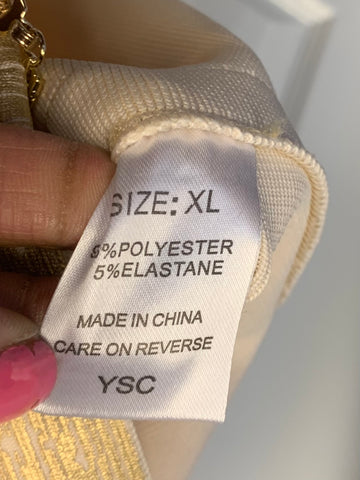 SIZE: XL
%POLYESTER
5%ELASTANE
MADE IN CHINA
CARE ON REVERSE
YSC